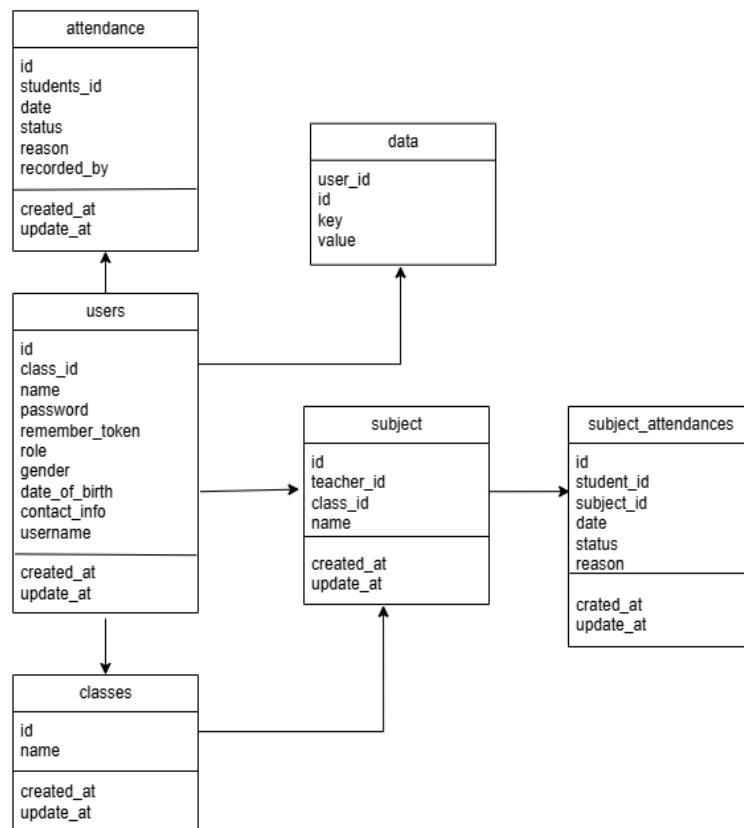 attendance
id
students_id
date
status
reason
recorded_by
created_at
update_at
data
user_id
id
key
value
users
id
class_id
name
password
remember_token
role
gender
date_of_birth
contact_info
username
created_at
update_at
subject
id
teacher_id
class_id
name
created_at
update_at
subject_attendances
id
student_id
subject_id
date
status
reason
crated_at
update_at
classes
id
name
created_at
update_at